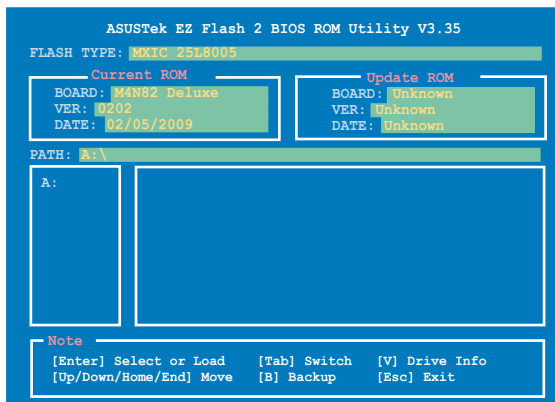 ASUSTek EZ Flash 2 BIOS ROM Utility V3.35
FLASH TYPE: MXIC 25L8005
Current ROM
BOARD: M4N82 Deluxe
VER: 0202
DATE: 02/05/2009
Update ROM
BOARD: Unknown
VER: Unknown
DATE: Unknown
PATH: A:\
A:
Note
[Enter] Select or Load [Tab] Switch [V] Drive Info
[Up/Down/Home/End] Move [B] Backup [Esc] Exit